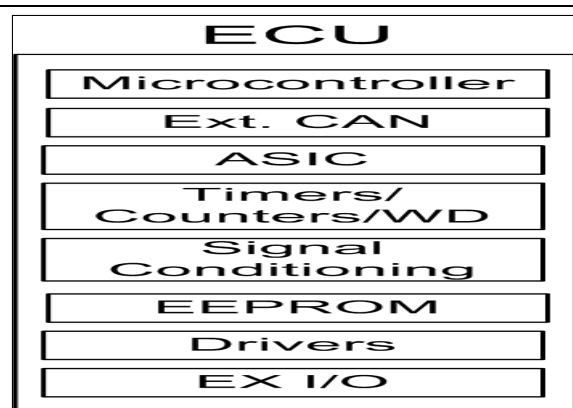 ECU
Microcontroller
Ext. CAN
ASIC
Timers/
Counters/WD
Signal
Conditioning
EEPROM
Drivers
EX I/O